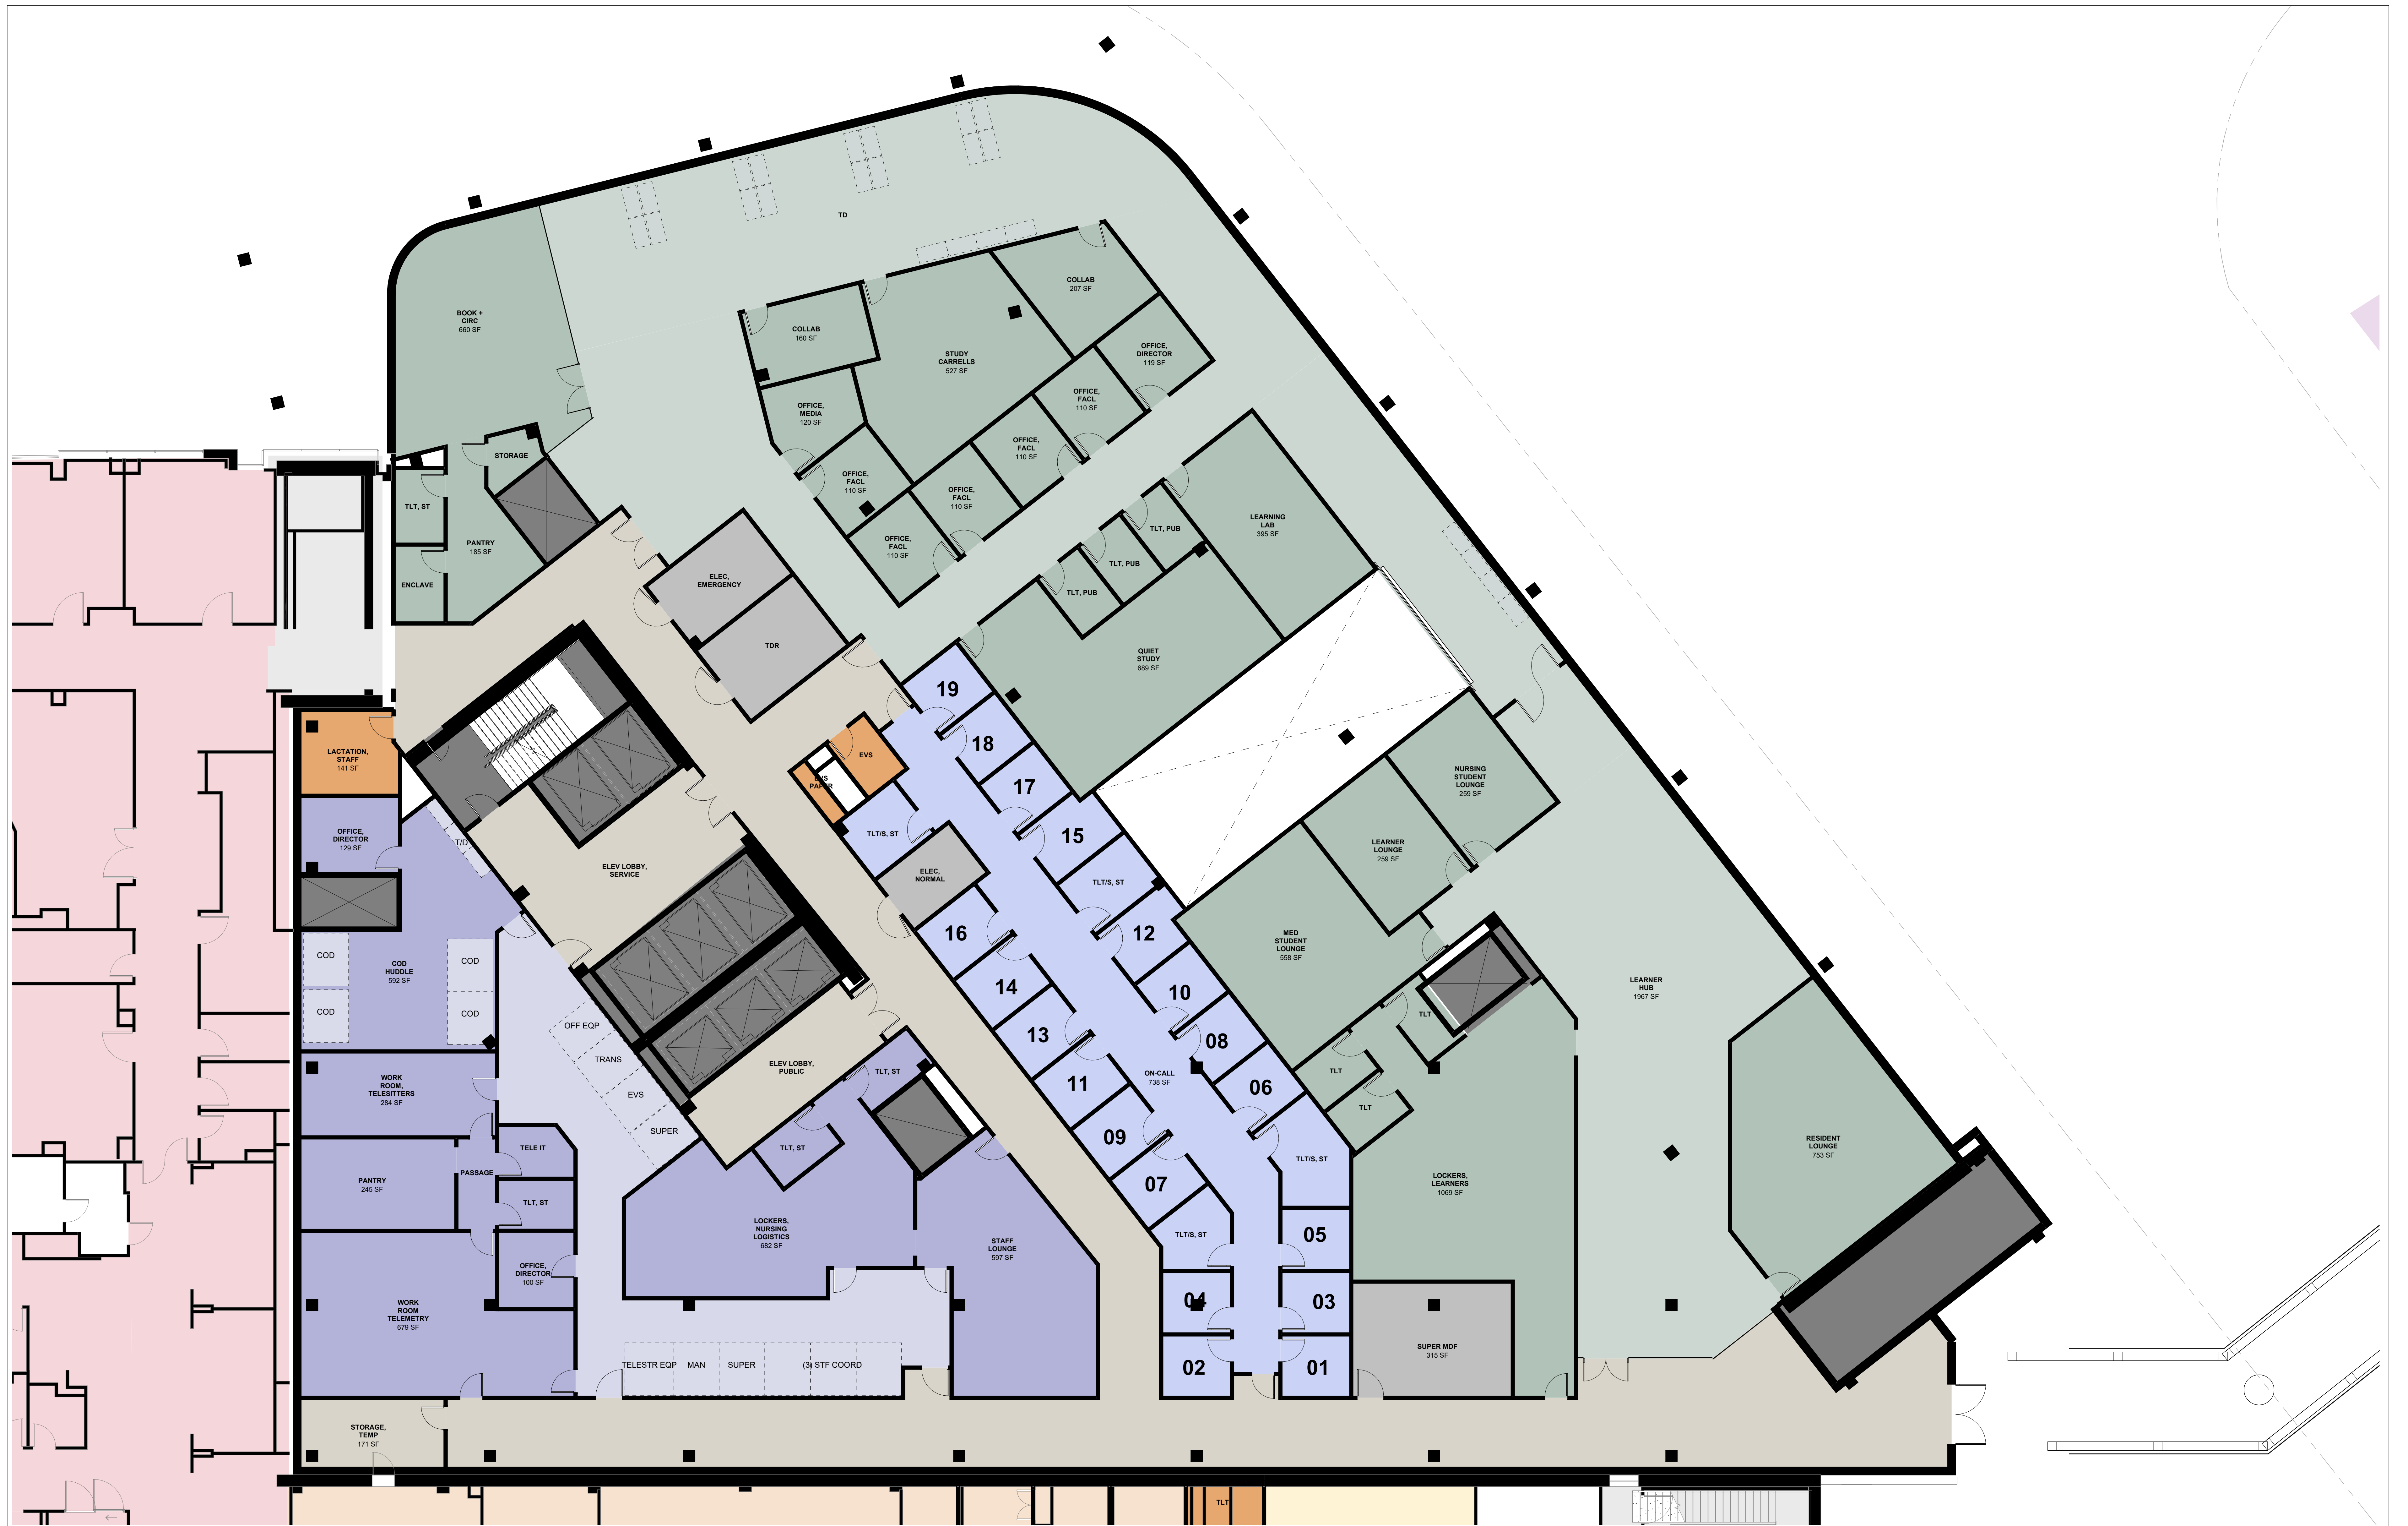 TD
BOOK +
CIRC
660 SF
COLLAB
207 SF
COLLAB
160 SF
STUDY
CARRELLS
527 SF
OFFICE,
DIRECTOR
119 SF
OFFICE,
MEDIA
120 SF
OFFICE,
FACL
110 SF
OFFICE,
FACL
110 SF
OFFICE,
FACL
110 SF
OFFICE,
FACL
110 SF
OFFICE,
FACL
110 SF
STORAGE
TLT, ST
PANTRY
185 SF
ENCLAVE
LEARNING
LAB
395 SF
TLT, PUB
TLT, PUB
TLT, PUB
ELEC,
EMERGENCY
TDR
QUIET
STUDY
689 SF
LACTATION,
STAFF
141 SF
OFFICE,
DIRECTOR
129 SF
T/D
EVS
EVS
PAPER
TLT/S, ST
ELEC,
NORMAL
ELEV LOBBY,
SERVICE
19
18
17
15
TLT/S, ST
12
16
14
10
13
08
11
06
09
07
ON-CALL
738 SF
TLT/S, ST
TLT/S, ST
05
04
03
02
01
NURSING
STUDENT
LOUNGE
259 SF
LEARNER
LOUNGE
259 SF
MED
STUDENT
LOUNGE
558 SF
LEARNER
HUB
1967 SF
TLT
TLT
TLT
LOCKERS,
LEARNERS
1069 SF
RESIDENT
LOUNGE
753 SF
SUPER MDF
315 SF
COD
COD
COD
HUDDLE
592 SF
COD
COD
OFF EQP
TRANS
EVS
SUPER
ELEV LOBBY,
PUBLIC
TLT, ST
TLT, ST
WORK
ROOM,
TELESITTERS
284 SF
TELE IT
PASSAGE
PANTRY
245 SF
TLT, ST
LOCKERS,
NURSING
LOGISTICS
682 SF
STAFF
LOUNGE
597 SF
OFFICE,
DIRECTOR
100 SF
WORK
ROOM
TELEMETRY
679 SF
TELESTR EQP
MAN
SUPER
(3) STF COORD
STORAGE,
TEMP
171 SF
TLT